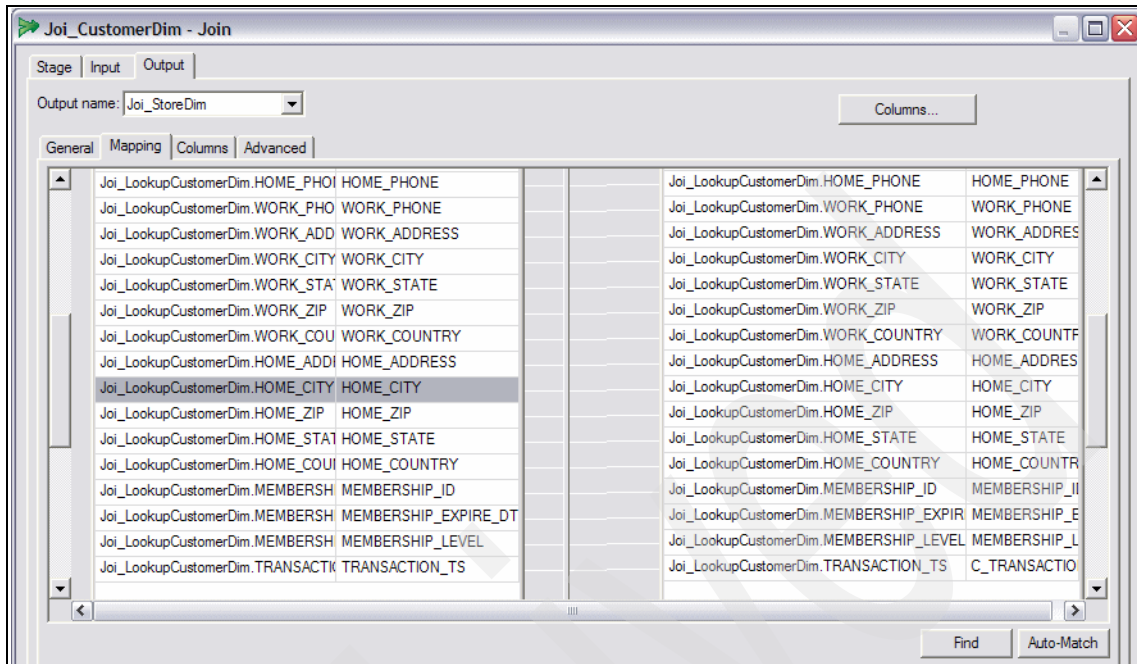 Joi_CustomerDim - Join
Stage Input Output
Output name: Joi_StoreDim Columns...
General Mapping Columns Advanced
Joi_LookupCustomerDim.HOME_PHOI HOME_PHONE Joi_LookupCustomerDim.HOME_PHONE HOME_PHONE
Joi_LookupCustomerDim.WORK_PHO WORK_PHONE Joi_LookupCustomerDim.WORK_PHONE WORK_PHONE
Joi_LookupCustomerDim.WORK_ADD WORK_ADDRESS Joi_LookupCustomerDim.WORK_ADDRESS WORK_ADDRES
Joi_LookupCustomerDim.WORK_CITY WORK_CITY Joi_LookupCustomerDim.WORK_CITY WORK_CITY
Joi_LookupCustomerDim.WORK_STA WORK_STATE Joi_LookupCustomerDim.WORK_STATE WORK_STATE
Joi_LookupCustomerDim.WORK_ZIP WORK_ZIP Joi_LookupCustomerDim.WORK_ZIP WORK_ZIP
Joi_LookupCustomerDim.WORK_COU WORK_COUNTRY Joi_LookupCustomerDim.WORK_COUNTRY WORK_COUNTF
Joi_LookupCustomerDim.HOME_ADDI HOME_ADDRESS Joi_LookupCustomerDim.HOME_ADDRESS HOME_ADDRES
Joi_LookupCustomerDim.HOME_CITY HOME_CITY Joi_LookupCustomerDim.HOME_CITY HOME_CITY
Joi_LookupCustomerDim.HOME_ZIP HOME_ZIP Joi_LookupCustomerDim.HOME_ZIP HOME_ZIP
Joi_LookupCustomerDim.HOME_STAT HOME_STATE Joi_LookupCustomerDim.HOME_STATE HOME_STATE
Joi_LookupCustomerDim.HOME_COUI HOME_COUNTRY Joi_LookupCustomerDim.HOME_COUNTRY HOME_COUNTR
Joi_LookupCustomerDim.MEMBERSHI MEMBERSHIP_ID Joi_LookupCustomerDim.MEMBERSHIP_ID MEMBERSHIP_II
Joi_LookupCustomerDim.MEMBERSHI MEMBERSHIP_EXPIRE_DT Joi_LookupCustomerDim.MEMBERSHIP_EXPIR MEMBERSHIP_E
Joi_LookupCustomerDim.MEMBERSHI MEMBERSHIP_LEVEL Joi_LookupCustomerDim.MEMBERSHIP_LEVEL MEMBERSHIP_L
Joi_LookupCustomerDim.TRANSACTI TRANSACTION_TS Joi_LookupCustomerDim.TRANSACTION_TS C_TRANSACTIO
Find Auto-Match